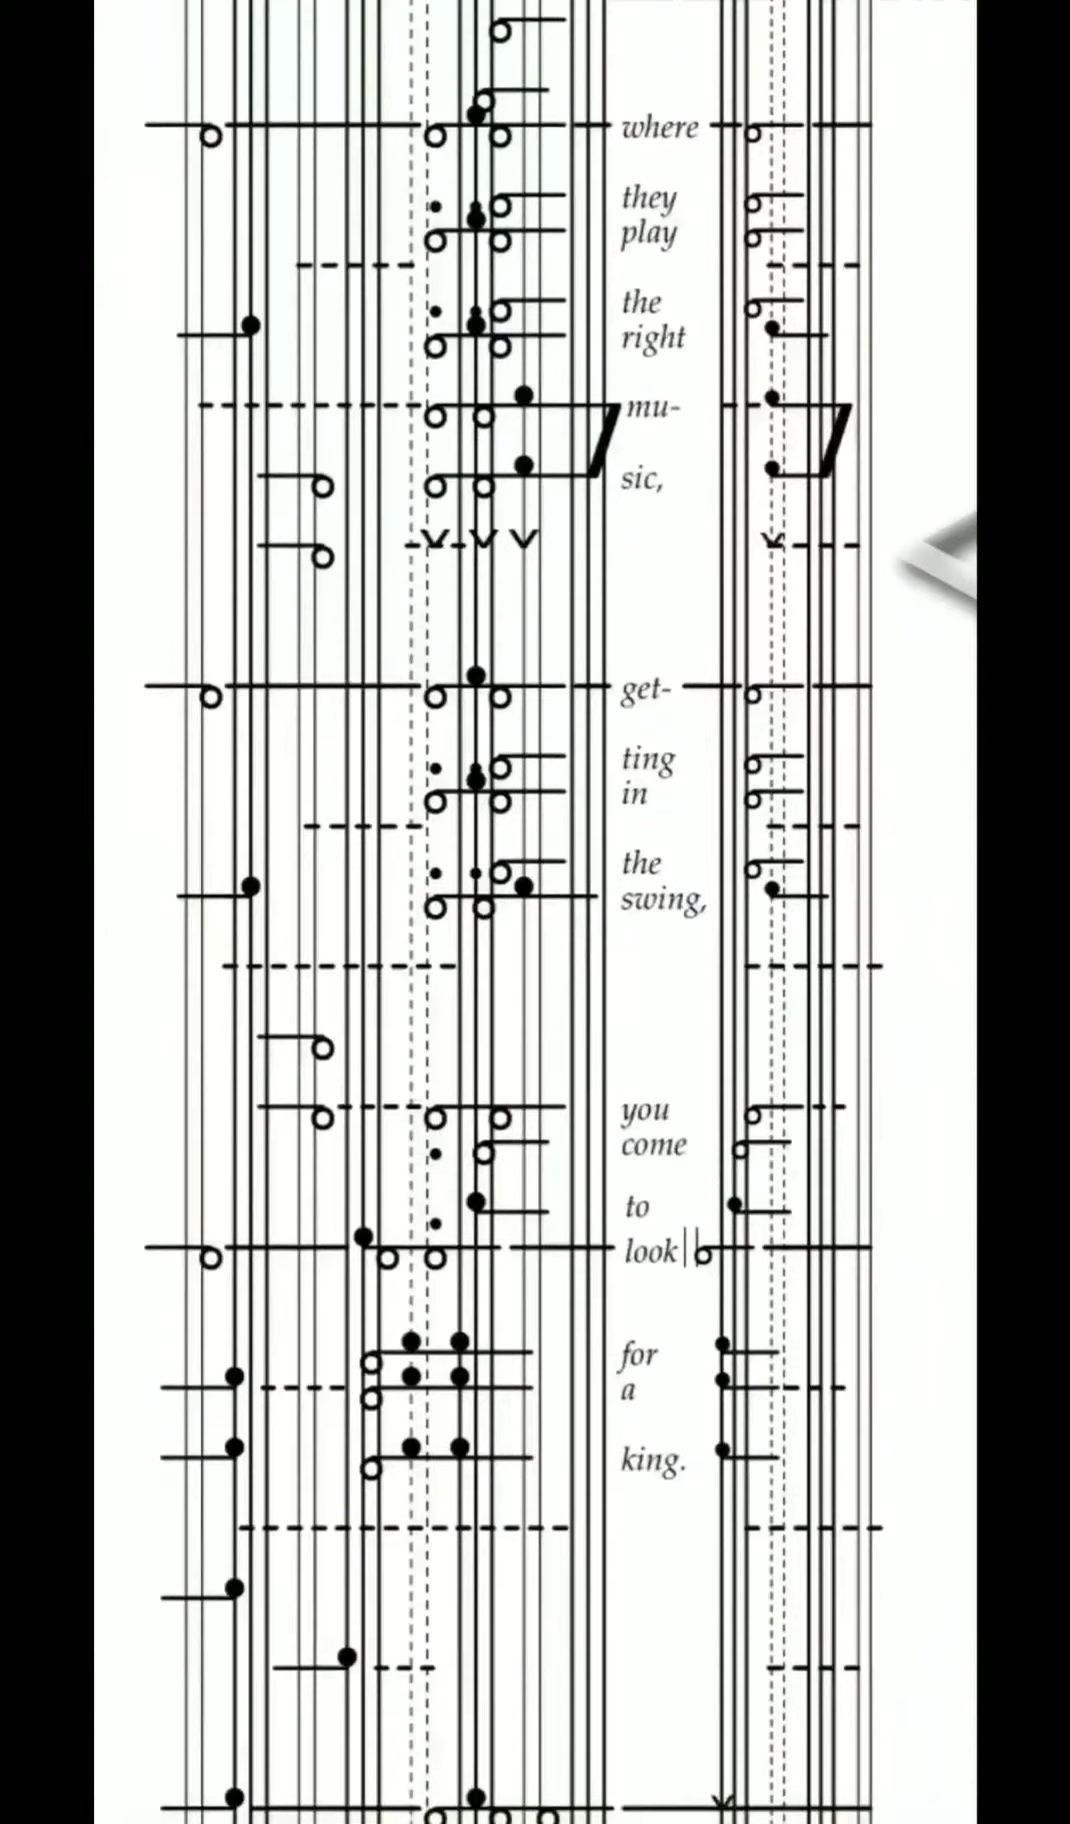 where
they
play
the
right
mu-
sic,
get-
ting
in
the
swing,
you
come
to
look
for
a
king.